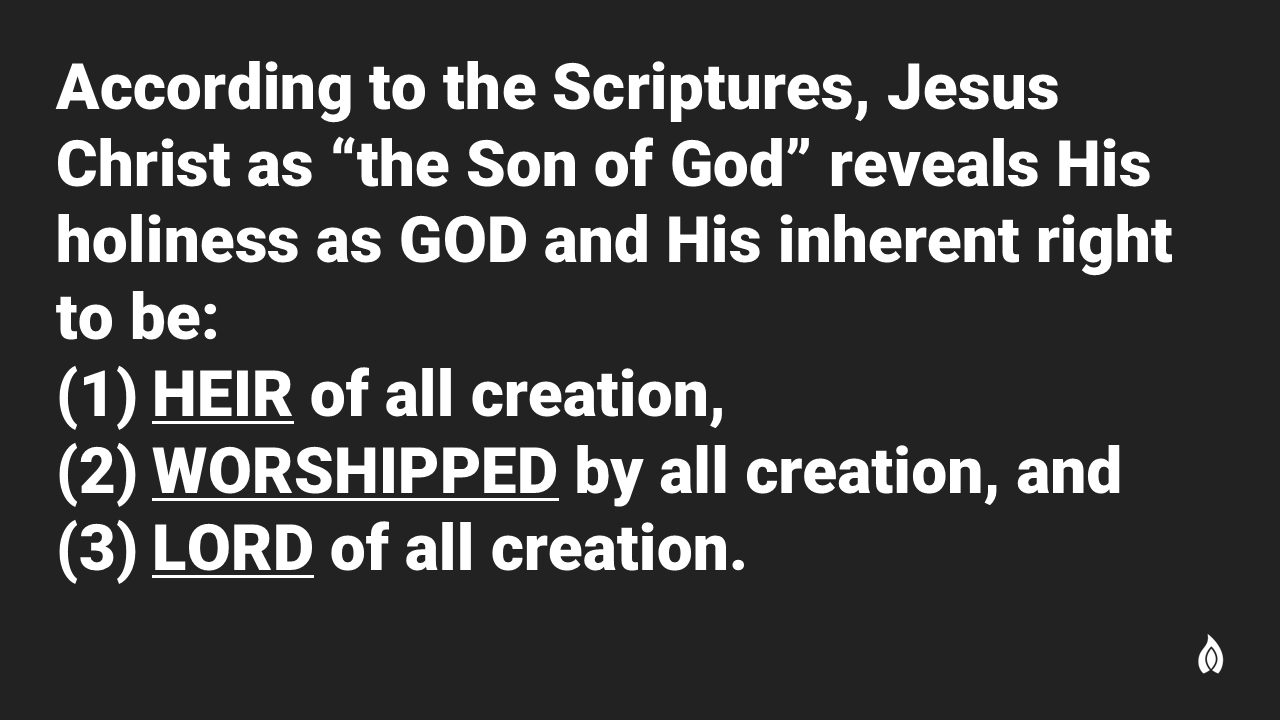 According to the Scriptures, Jesus
Christ as “the Son of God” reveals His
holiness as GOD and His inherent right
to be:
(1) HEIR of all creation,
(2) WORSHIPPED by all creation, and
(3) LORD of all creation.